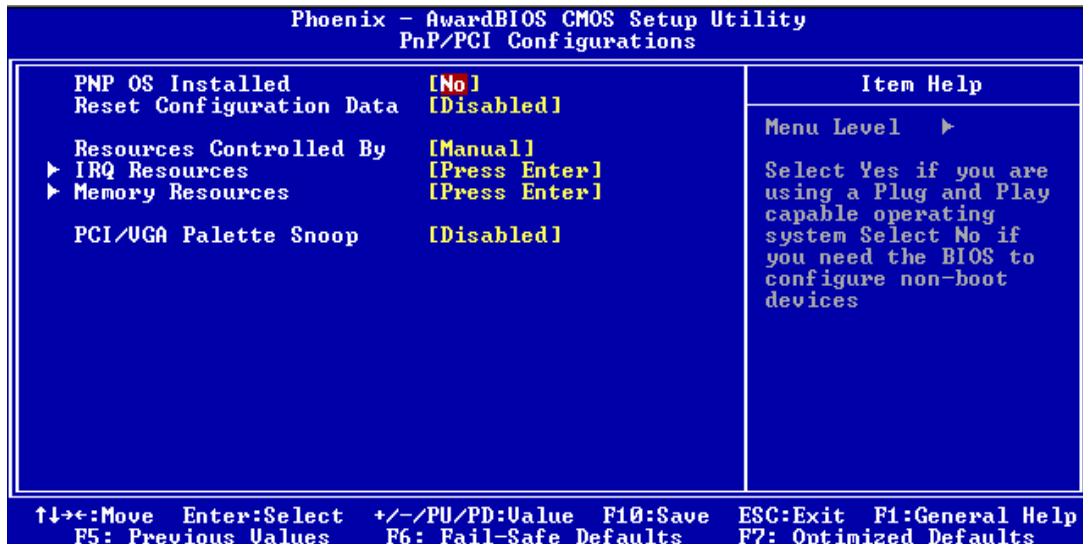 Phoenix - AwardBIOS CMOS Setup Utility
PnP/PCI Configurations
PNP OS Installed [No]
Reset Configuration Data [Disabled]
Resources Controlled By [Manual]
► IRQ Resources [Press Enter]
► Memory Resources [Press Enter]
PCI/VGA Palette Snoop [Disabled]
Item Help
Menu Level ►
Select Yes if you are
using a Plug and Play
capable operating
system Select No if
you need the BIOS to
configure non-boot
devices
↑↓→←:Move Enter:Select +/-/PU/PD:Value F10:Save ESC:Exit F1:General Help
F5: Previous Values F6: Fail-Safe Defaults F7: Optimized Defaults